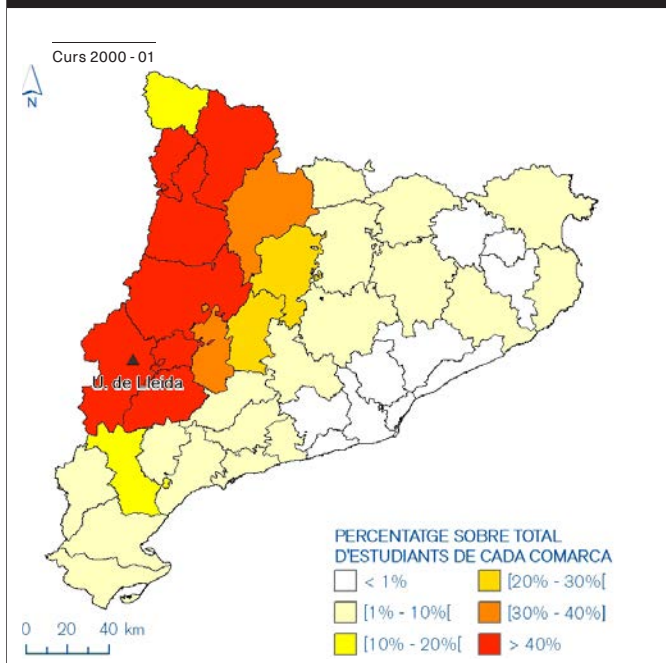 Curs 2000 - 01
N
U. de Lleida
PERCENTATGE SOBRE TOTAL
D'ESTUDIANTS DE CADA COMARCA
< 1%
[1% - 10%[
[10% - 20%[
[20% - 30%[
[30% - 40%]
> 40%
0 20 40 km